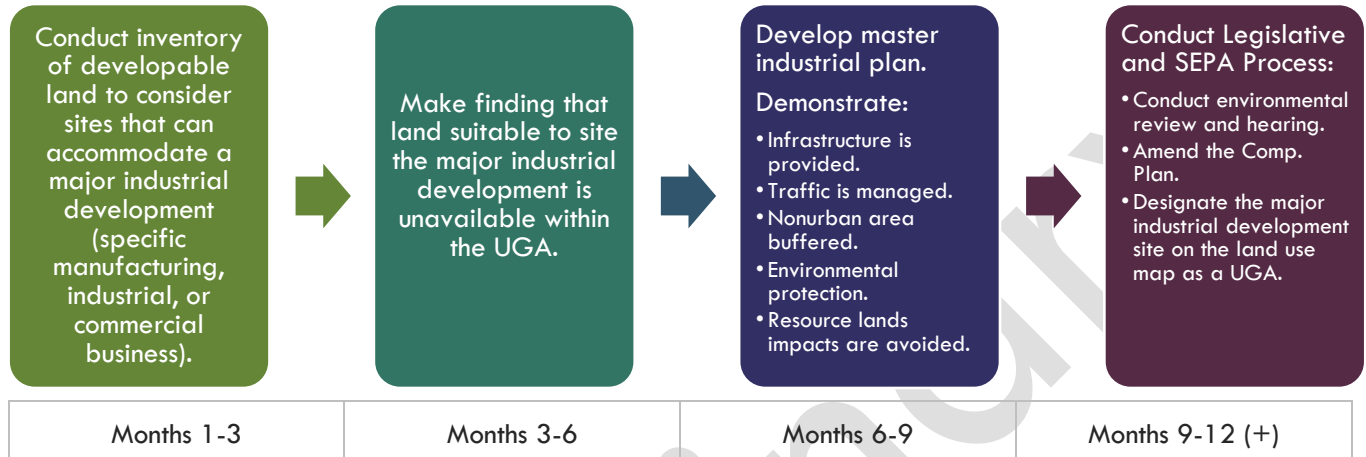 Conduct inventory
of developable
land to consider
sites that can
accommodate a
major industrial
development
(specific
manufacturing,
industrial, or
commercial
business).
Make finding that
land suitable to site
the major industrial
development is
unavailable within
the UGA.
Develop master
industrial plan.
Demonstrate:
•Infrastructure is
provided.
•Traffic is managed.
•Nonurban area
buffered.
•Environmental
protection.
•Resource lands
impacts are avoided.
Conduct Legislative
and SEPA Process:
•Conduct environmental
review and hearing.
•Amend the Comp.
Plan.
•Designate the major
industrial development
site on the land use
map as a UGA.
Months 1-3
Months 3-6
Months 6-9
Months 9-12 (+)